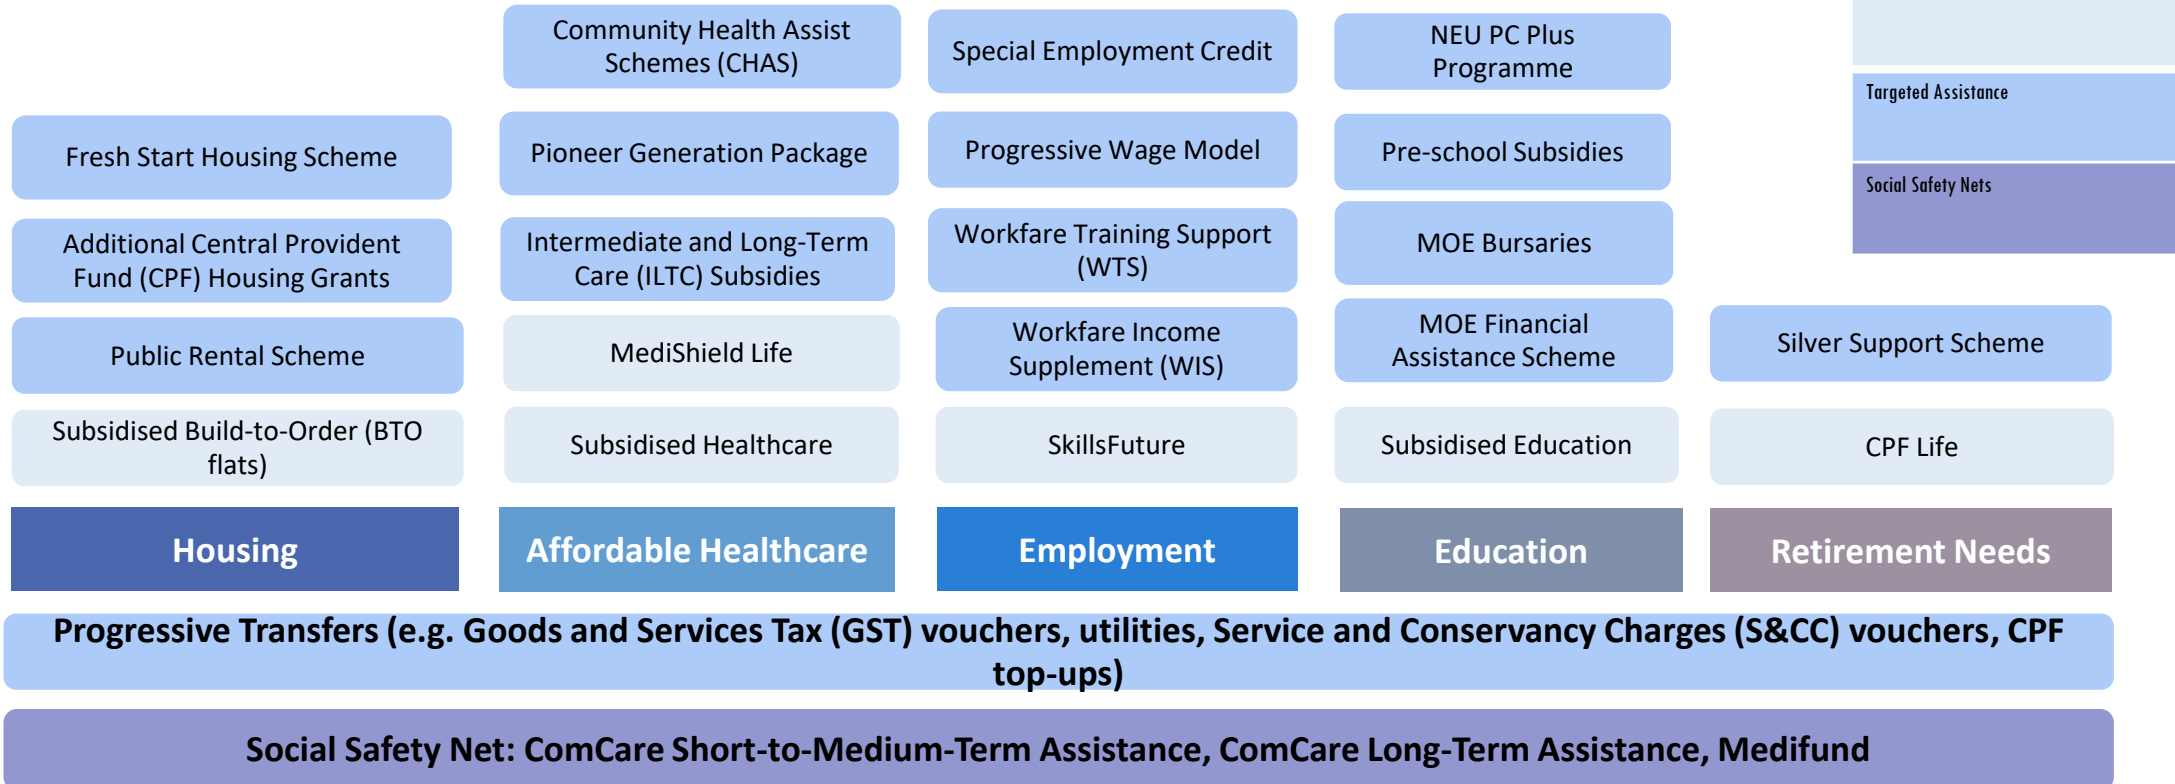 Community Health Assist
Schemes (CHAS)
Special Employment Credit
NEU PC Plus
Programme
Targeted Assistance
Fresh Start Housing Scheme
Pioneer Generation Package
Progressive Wage Model
Pre-school Subsidies
Social Safety Nets
Additional Central Provident
Fund (CPF) Housing Grants
Intermediate and Long-Term
Care (ILTC) Subsidies
Workfare Training Support
(WTS)
MOE Bursaries
Public Rental Scheme
MediShield Life
Workfare Income
Supplement (WIS)
MOE Financial
Assistance Scheme
Silver Support Scheme
Subsidised Build-to-Order (BTO
flats)
Subsidised Healthcare
SkillsFuture
Subsidised Education
CPF Life
Housing
Affordable Healthcare
Employment
Education
Retirement Needs
Progressive Transfers (e.g. Goods and Services Tax (GST) vouchers, utilities, Service and Conservancy Charges (S&CC) vouchers, CPF
top-ups)
Social Safety Net: ComCare Short-to-Medium-Term Assistance, ComCare Long-Term Assistance, Medifund